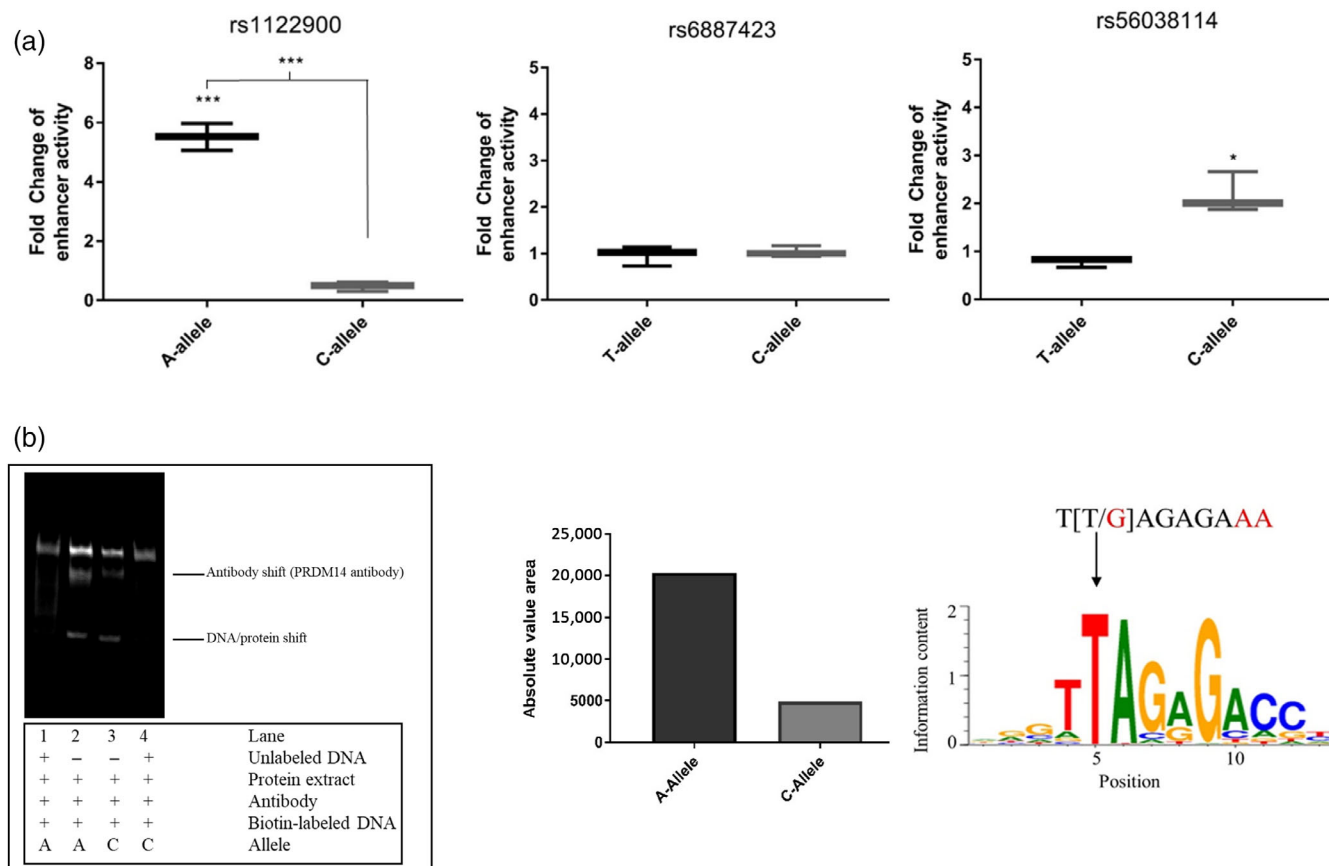 (a)
rs1122900
Fold Change of
enhancer activity
8
6
4
2
0
***
***
A-allele
C-allele
rs6887423
Fold Change of
enhancer activity
5
4
3
2
1
0
T-allele
C-allele
rs56038114
Fold Change of
enhancer activity
5
4
3
2
1
0
*
T-allele
C-allele
(b)
Antibody shift (PRDM14 antibody)
DNA/protein shift
1 2 3 4 Lane
+ – – + Unlabeled DNA
+ + + + Protein extract
+ + + + Antibody
+ + + + Biotin-labeled DNA
A A C C Allele
Absolute value area
25,000
20,000
15,000
10,000
5000
0
A-Allele
C-Allele
T[T/G]AGAGAAA
Information content
2
1
0
TTAGAGACC
5 10
Position